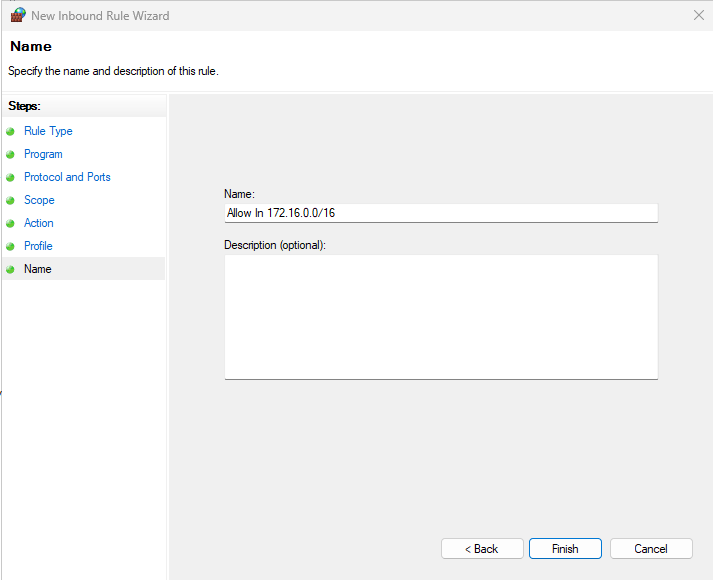 New Inbound Rule Wizard
Name
Specify the name and description of this rule.
Steps:
Rule Type
Program
Protocol and Ports
Scope
Action
Profile
Name
Name:
Allow In 172.16.0.0/16
Description (optional):
< Back
Finish
Cancel